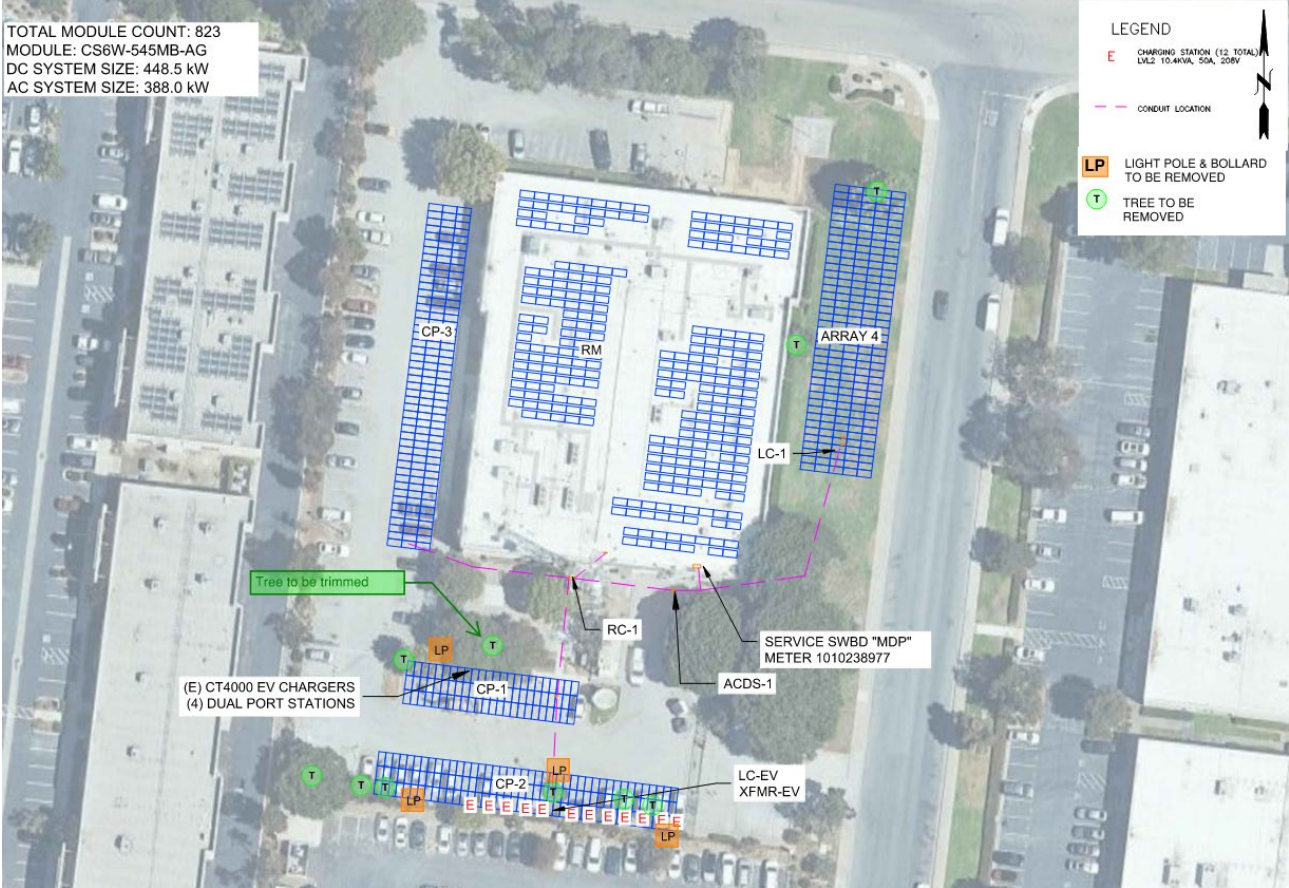 TOTAL MODULE COUNT: 823
MODULE: CS6W-545MB-AG
DC SYSTEM SIZE: 448.5 kW
AC SYSTEM SIZE: 388.0 kW
LEGEND
E CHARGING STATION (12 TOTAL)
LVL2 10.4KVA, 50A, 208V
CONDUIT LOCATION
N
LP LIGHT POLE & BOLLARD
TO BE REMOVED
T TREE TO BE
REMOVED
T
CP-3
RM
T
ARRAY 4
LC-1
Tree to be trimmed
RC-1
SERVICE SWBD "MDP"
METER 1010238977
ACDS-1
T
LP
T
(E) CT4000 EV CHARGERS
(4) DUAL PORT STATIONS
CP-1
LC-EV
XFMR-EV
LP
CP-2
T
T
T
T
T
T
LP
E E E E E E E E E E E E
LP